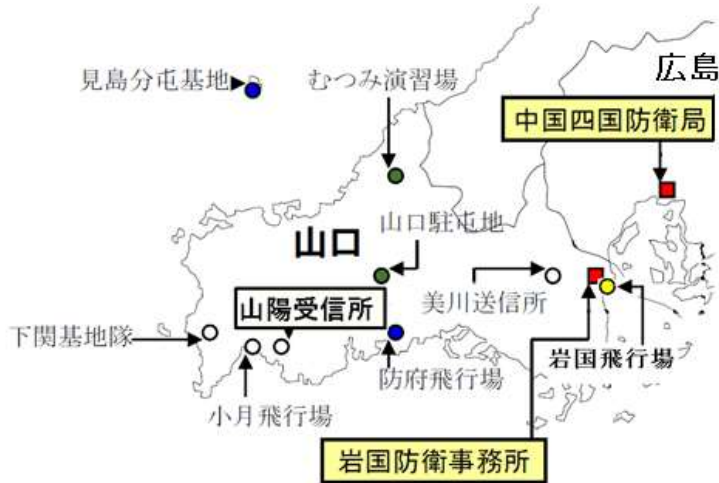 広島
見島分屯基地
むつみ演習場
中国四国防衛局
山口駐屯地
山口
美川送信所
山陽受信所
下関基地隊
岩国飛行場
防府飛行場
小月飛行場
岩国防衛事務所